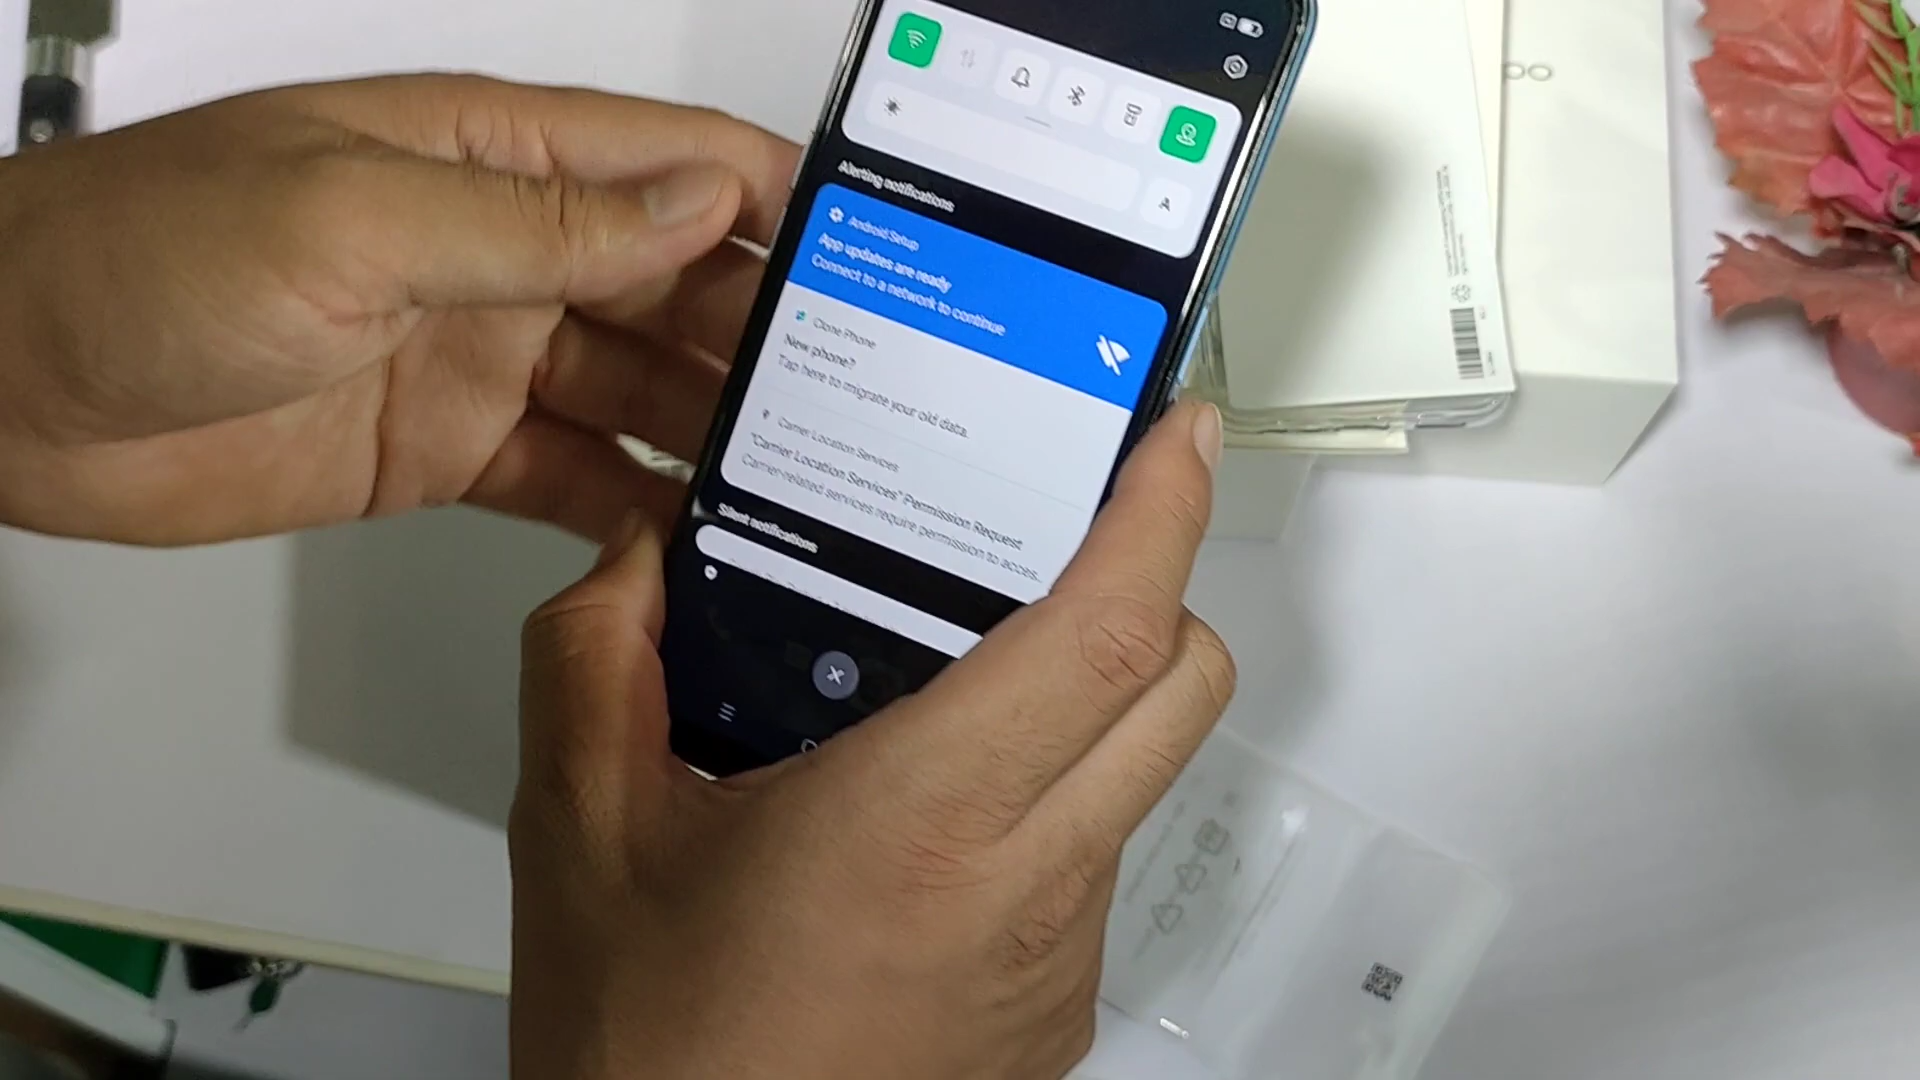 Alerting notifications
Android Setup
App updates are ready
Connect to a network to continue
Clone Phone
New phone?
Tap here to migrate your old data.
Carrier Location Services
"Carrier Location Services" Permission Request
Carrier-related services require permission to acces...
Silent notifications